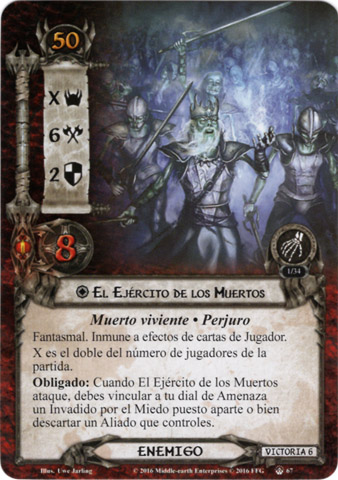 50
X
6
2
8
1/34
El Ejército de los Muertos
Muerto viviente • Perjuro
Fantasmal. Inmune a efectos de cartas de Jugador.
X es el doble del número de jugadores de la
partida.
Obligado: Cuando El Ejército de los Muertos
ataque, debes vincular a tu dial de Amenaza
un Invadido por el Miedo puesto aparte o bien
descartar un Aliado que controles.
ENEMIGO
VICTORIA 6
Illus. Uwe Jarling
© 2016 Middle-earth Enterprises © 2016 FFG
67